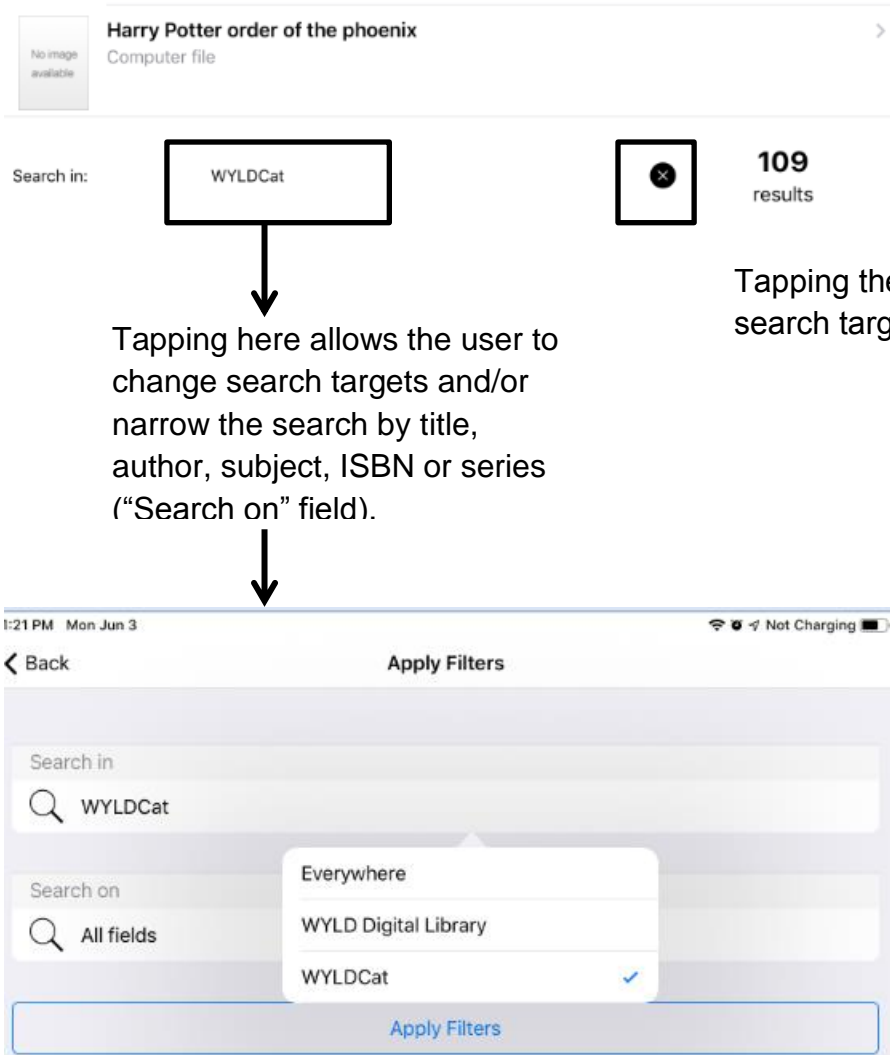 Harry Potter order of the phoenix
No image
available
Computer file
Search in:
WYLDCat
109
results
Tapping the
search targ
Tapping here allows the user to
change search targets and/or
narrow the search by title,
author, subject, ISBN or series
(“Search on” field).
1:21 PM Mon Jun 3
Not Charging
Back
Apply Filters
Search in
WYLDCat
Everywhere
Search on
WYLD Digital Library
All fields
WYLDCat
Apply Filters